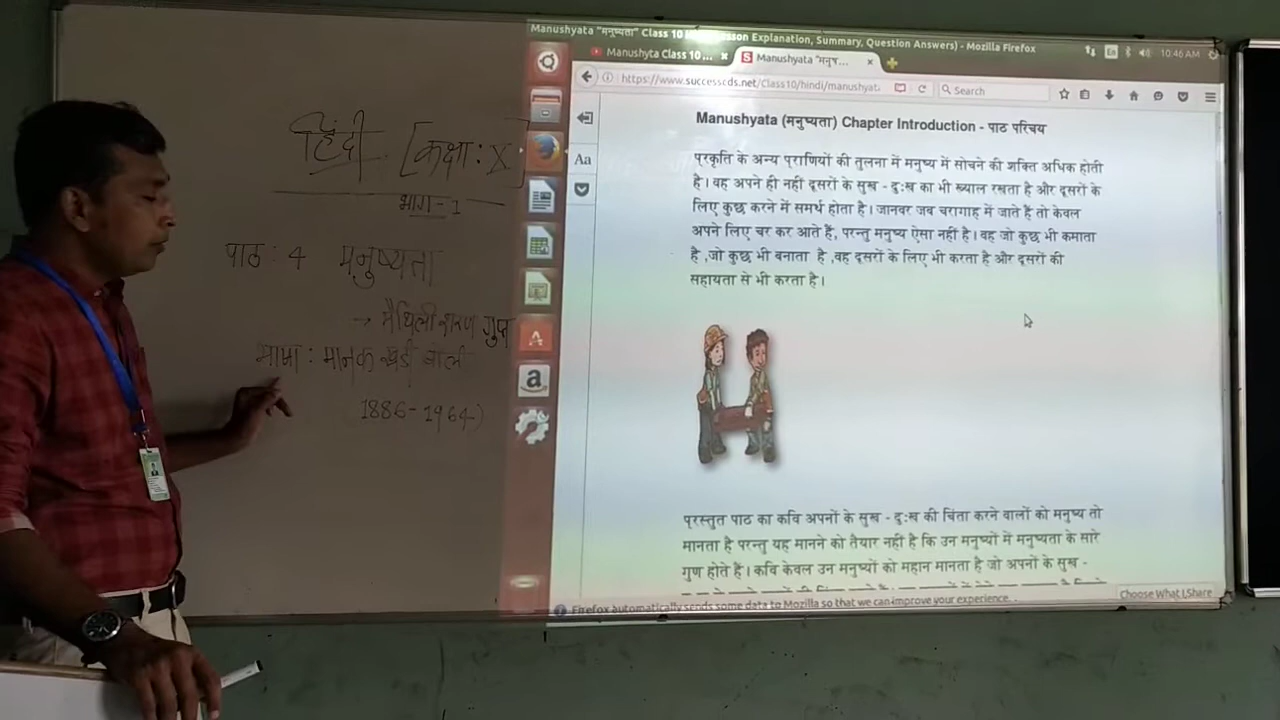 हिंदी [कक्षा: X]
भाग-1
पाठ: 4 मनुष्यता
→ मैथिली शरण गुप्त
भाषा: मानक खड़ी बोली
1886-1964)
Manushyata "मनुष्यता" Class 10 Lesson Explanation, Summary, Question Answers) - Mozilla Firefox
En 10:46 AM
Manushyta Class 10 ... × S Manushyata "मनुष... ×
https://www.successcds.net/Class10/hindi/manushyat. Search
Aa
Manushyata (मनुष्यता) Chapter Introduction - पाठ परिचय
प्रकृति के अन्य प्राणियों की तुलना में मनुष्य में सोचने की शक्ति अधिक होती
है। वह अपने ही नहीं दूसरों के सुख - दुःख का भी ख्याल रखता है और दूसरों के
लिए कुछ करने में समर्थ होता है। जानवर जब चरागाह में जाते हैं तो केवल
अपने लिए चर कर आते हैं, परन्तु मनुष्य ऐसा नहीं है। वह जो कुछ भी कमाता
है ,जो कुछ भी बनाता है ,वह दूसरों के लिए भी करता है और दूसरों की
सहायता से भी करता है।
A
a
प्रस्तुत पाठ का कवि अपनों के सुख - दुःख की चिंता करने वालों को मनुष्य तो
मानता है परन्तु यह मानने को तैयार नहीं है कि उन मनुष्यों में मनुष्यता के सारे
गुण होते हैं। कवि केवल उन मनुष्यों को महान मानता है जो अपनों के सुख -
Firefox automatically sends some data to Mozilla so that we can improve your experience. Choose What I Share